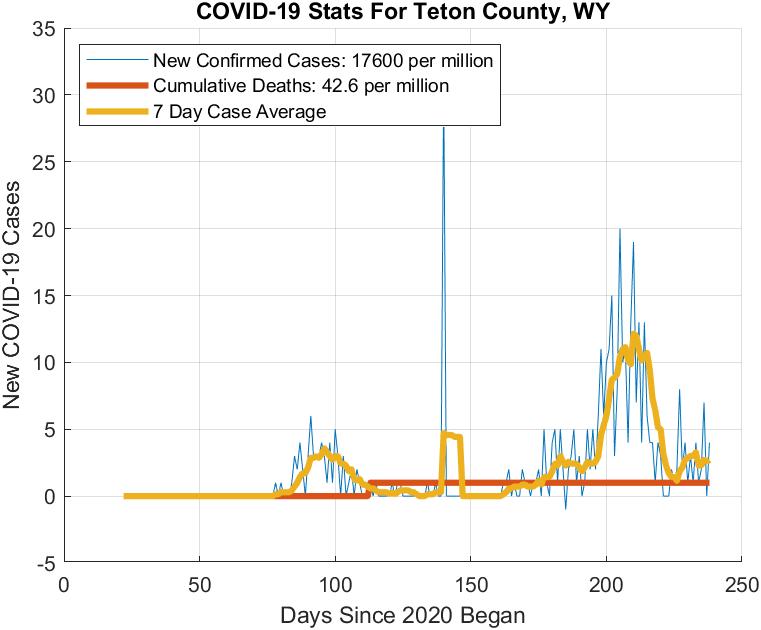 COVID-19 Stats For Teton County, WY
35
New Confirmed Cases: 17600 per million
Cumulative Deaths: 42.6 per million
7 Day Case Average
30
25
20
15
10
5
0
-5
New COVID-19 Cases
0 50 100 150 200 250
Days Since 2020 Began